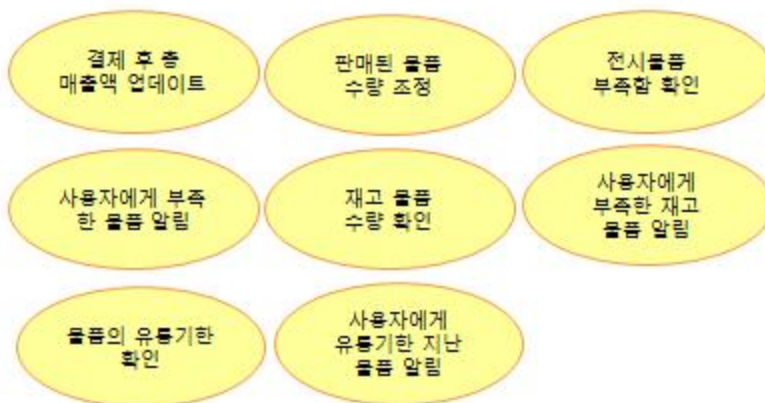 결제 후 총
매출액 업데이트
판매된 물품
수량 조정
전시물품
부족함 확인
사용자에게 부족
한 물품 알림
재고 물품
수량 확인
사용자에게
부족한 재고
물품 알림
물품의 유통기한
확인
사용자에게
유통기한 지난
물품 알림